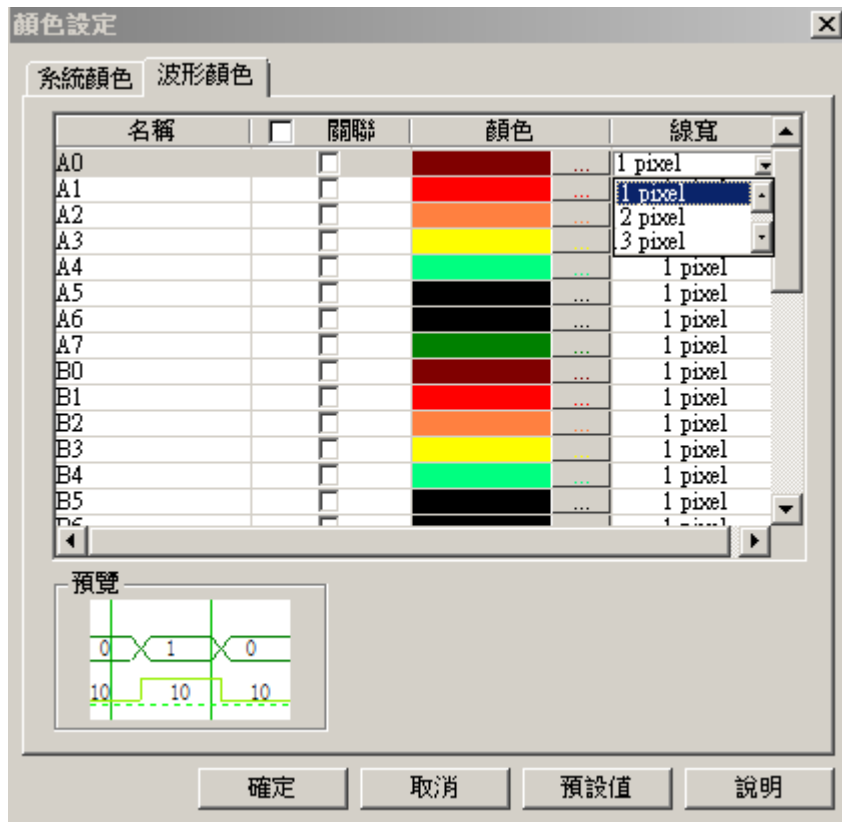 顏色設定
系統顏色 波形顏色
名稱 關聯 顏色 線寬
A0 ... 1 pixel
A1 ... 1 pixel
A2 ... 2 pixel
A3 ... 3 pixel
A4 ... 1 pixel
A5 ... 1 pixel
A6 ... 1 pixel
A7 ... 1 pixel
B0 ... 1 pixel
B1 ... 1 pixel
B2 ... 1 pixel
B3 ... 1 pixel
B4 ... 1 pixel
B5 ... 1 pixel
預覽
0 1 0
10 10 10
確定 取消 預設值 說明